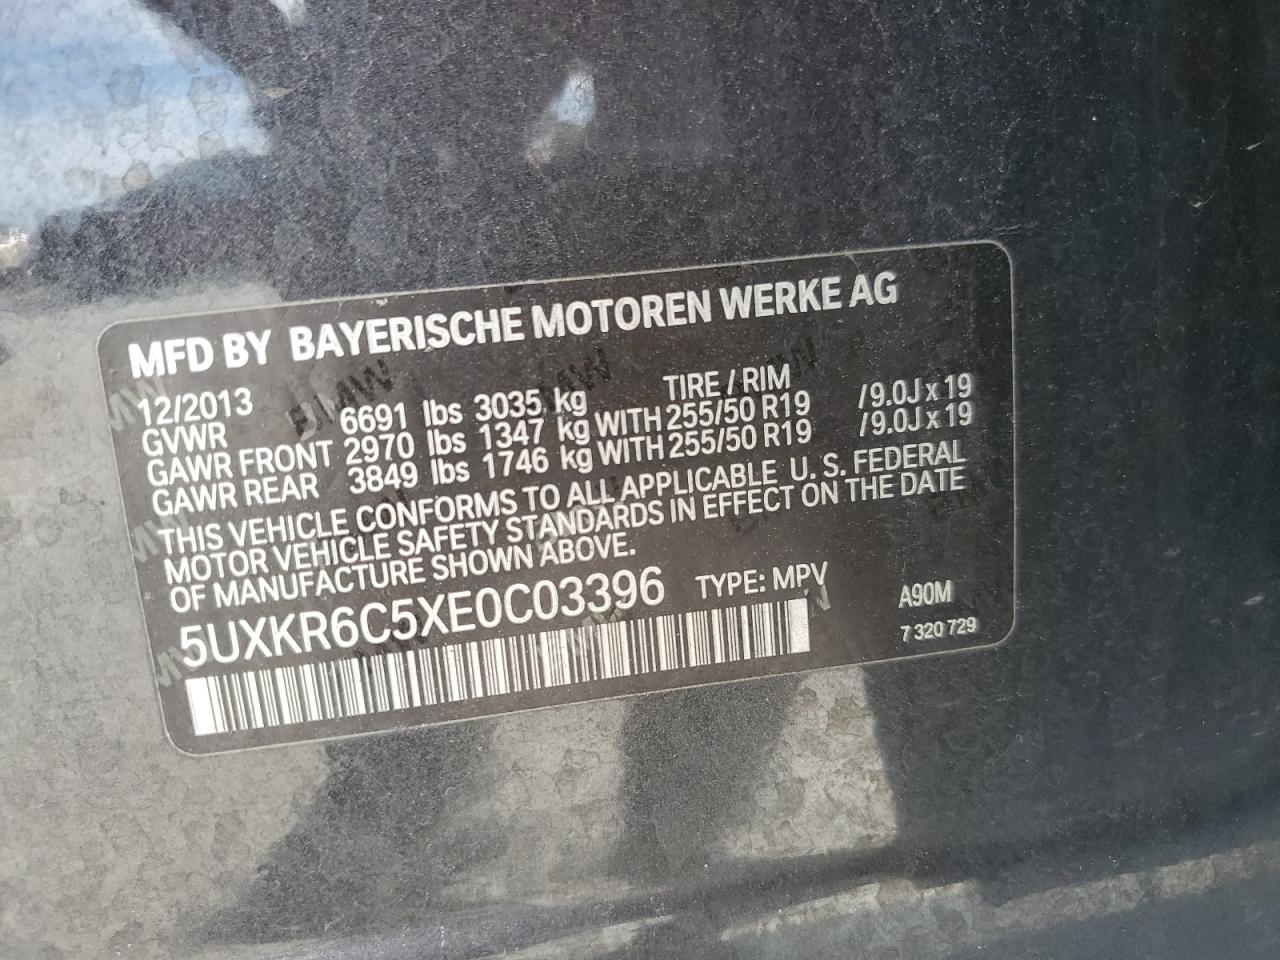 MFD BY BAYERISCHE MOTOREN WERKE AG
12/2013 TIRE / RIM
GVWR 6691 lbs 3035 kg
GAWR FRONT 2970 lbs 1347 kg WITH 255/50 R19 /9.0J x 19
GAWR REAR 3849 lbs 1746 kg WITH 255/50 R19 /9.0J x 19
THIS VEHICLE CONFORMS TO ALL APPLICABLE U. S. FEDERAL
MOTOR VEHICLE SAFETY STANDARDS IN EFFECT ON THE DATE
OF MANUFACTURE SHOWN ABOVE.
5UXKR6C5XE0C03396 TYPE: MPV A90M
7 320 729